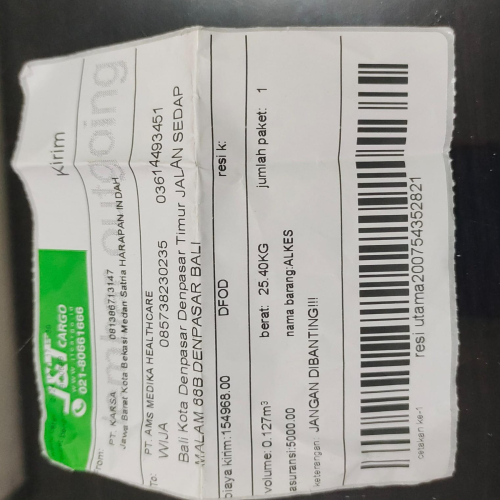 J&T CARGO
www.jtcargo.id
021-80661666
Kirim
outgoing
From: PT. KARSA 081386713147
Jawa Barat Kota Bekasi Medan Satria HARAPAN INDAH
To: PT. AMS MEDIKA HEALTHCARE
WIJA 085738230235 03614493451
Bali Kota Denpasar Denpasar Timur JALAN SEDAP
MALAM 88B DENPASAR BALI
biaya kirim:154968.00 DFOD resi k:
volume: 0.127m³ berat: 25.40KG jumlah paket: 1
asuransi:5000.00 nama barang:ALKES
keterangan: JANGAN DIBANTING!!!
resi utama200754352821
cetakan ke-1